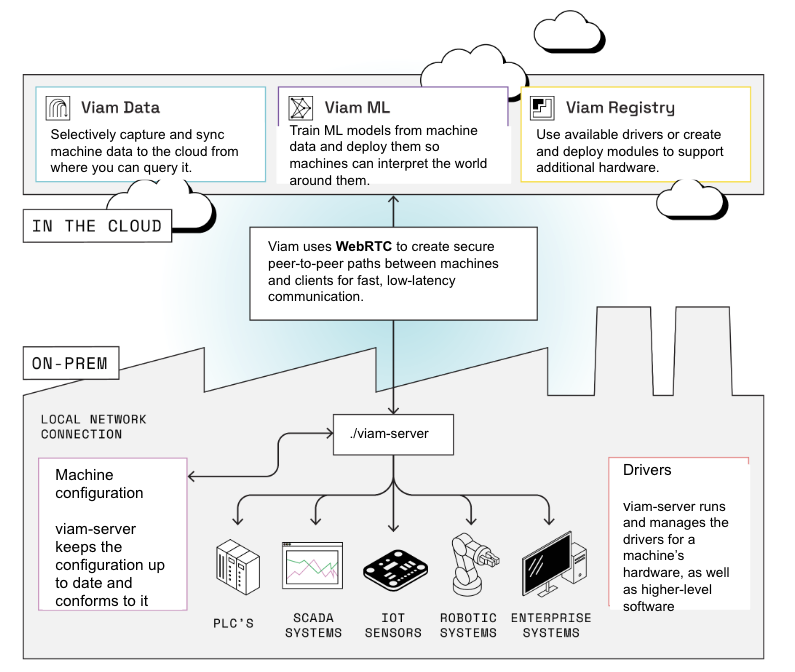 Viam Data
Selectively capture and sync
machine data to the cloud from
where you can query it.
Viam ML
Train ML models from machine
data and deploy them so
machines can interpret the world
around them.
Viam Registry
Use available drivers or create
and deploy modules to support
additional hardware.
IN THE CLOUD
Viam uses WebRTC to create secure
peer-to-peer paths between machines
and clients for fast, low-latency
communication.
ON-PREM
LOCAL NETWORK
CONNECTION
./viam-server
Machine
configuration
viam-server
keeps the
configuration up
to date and
conforms to it
Drivers
viam-server runs
and manages the
drivers for a
machine's
hardware, as well
as higher-level
software
PLC'S
SCADA
SYSTEMS
IOT
SENSORS
ROBOTIC
SYSTEMS
ENTERPRISE
SYSTEMS